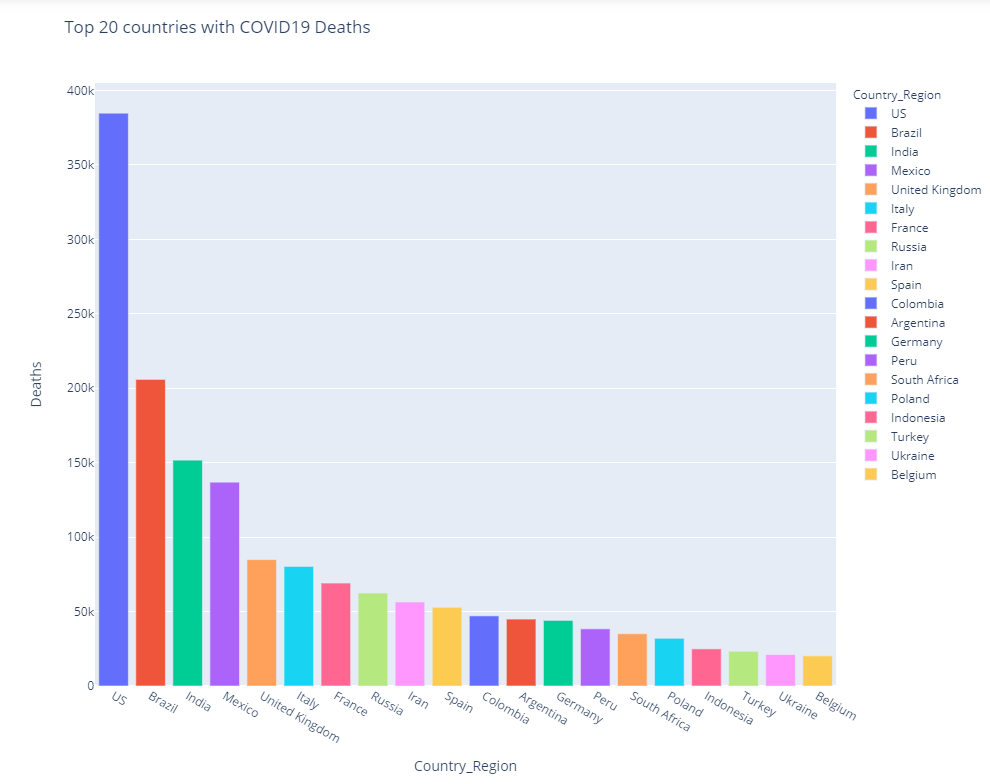 Top 20 countries with COVID19 Deaths
400k
350k
300k
250k
200k
150k
100k
50k
0
Deaths
US
Brazil
India
Mexico
United Kingdom
Italy
France
Russia
Iran
Spain
Colombia
Argentina
Germany
Peru
South Africa
Poland
Indonesia
Turkey
Ukraine
Belgium
Country_Region
Country_Region
US
Brazil
India
Mexico
United Kingdom
Italy
France
Russia
Iran
Spain
Colombia
Argentina
Germany
Peru
South Africa
Poland
Indonesia
Turkey
Ukraine
Belgium